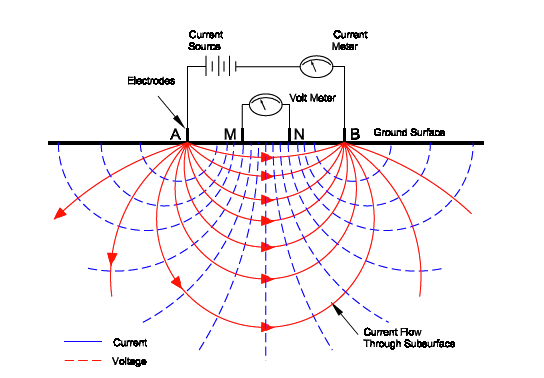 Current
Source
Current
Meter
Electrodes
Volt Meter
A
M
N
B
Ground Surface
Current
Voltage
Current Flow
Through Subsurface